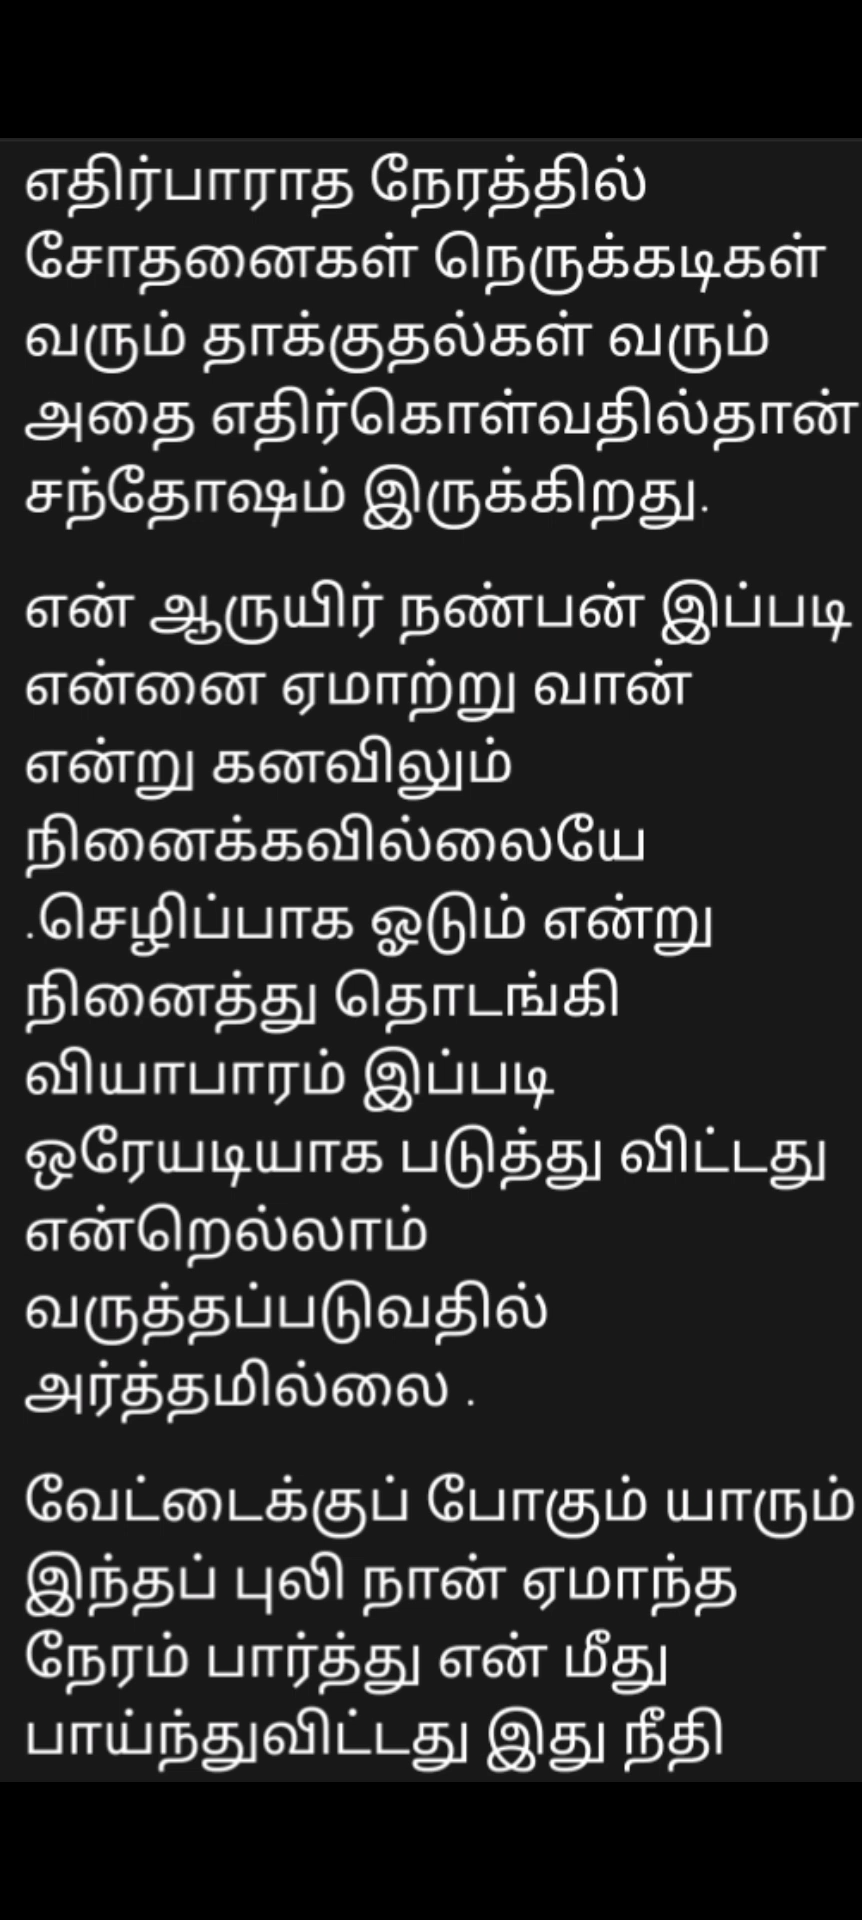 எதிர்பாராத நேரத்தில்
சோதனைகள் நெருக்கடிகள்
வரும் தாக்குதல்கள் வரும்
அதை எதிர்கொள்வதில்தான்
சந்தோஷம் இருக்கிறது.
என் ஆருயிர் நண்பன் இப்படி
என்னை ஏமாற்று வான்
என்று கனவிலும்
நினைக்கவில்லையே
.செழிப்பாக ஓடும் என்று
நினைத்து தொடங்கி
வியாபாரம் இப்படி
ஒரேயடியாக படுத்து விட்டது
என்றெல்லாம்
வருத்தப்படுவதில்
அர்த்தமில்லை .
வேட்டைக்குப் போகும் யாரும்
இந்தப் புலி நான் ஏமாந்த
நேரம் பார்த்து என் மீது
பாய்ந்துவிட்டது இது நீதி